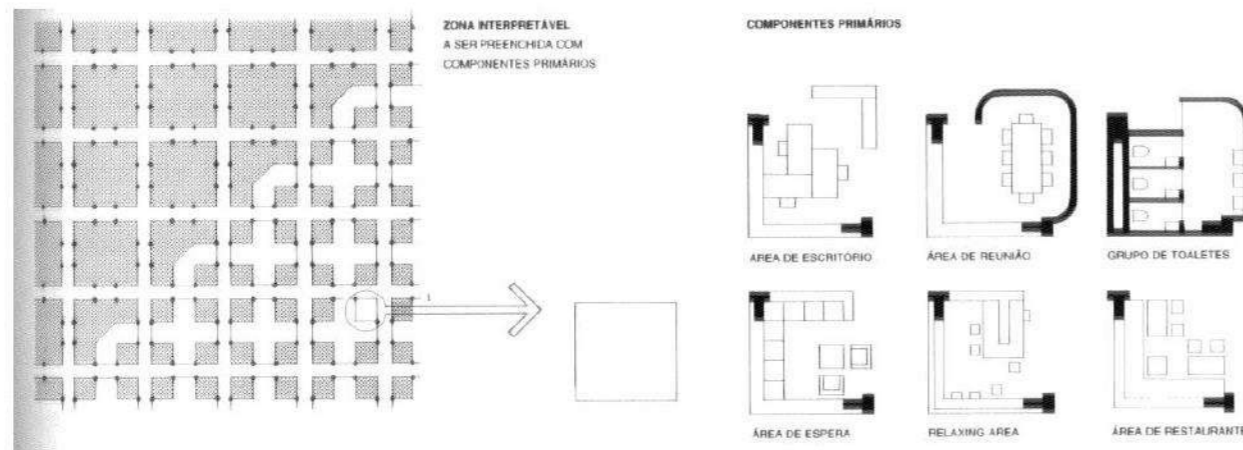 ZONA INTERPRETÁVEL
A SER PREENCHIDA COM
COMPONENTES PRIMÁRIOS
1
COMPONENTES PRIMÁRIOS
ÁREA DE ESCRITÓRIO
ÁREA DE REUNIÃO
GRUPO DE TOALETES
ÁREA DE ESPERA
RELAXING AREA
ÁREA DE RESTAURANTE